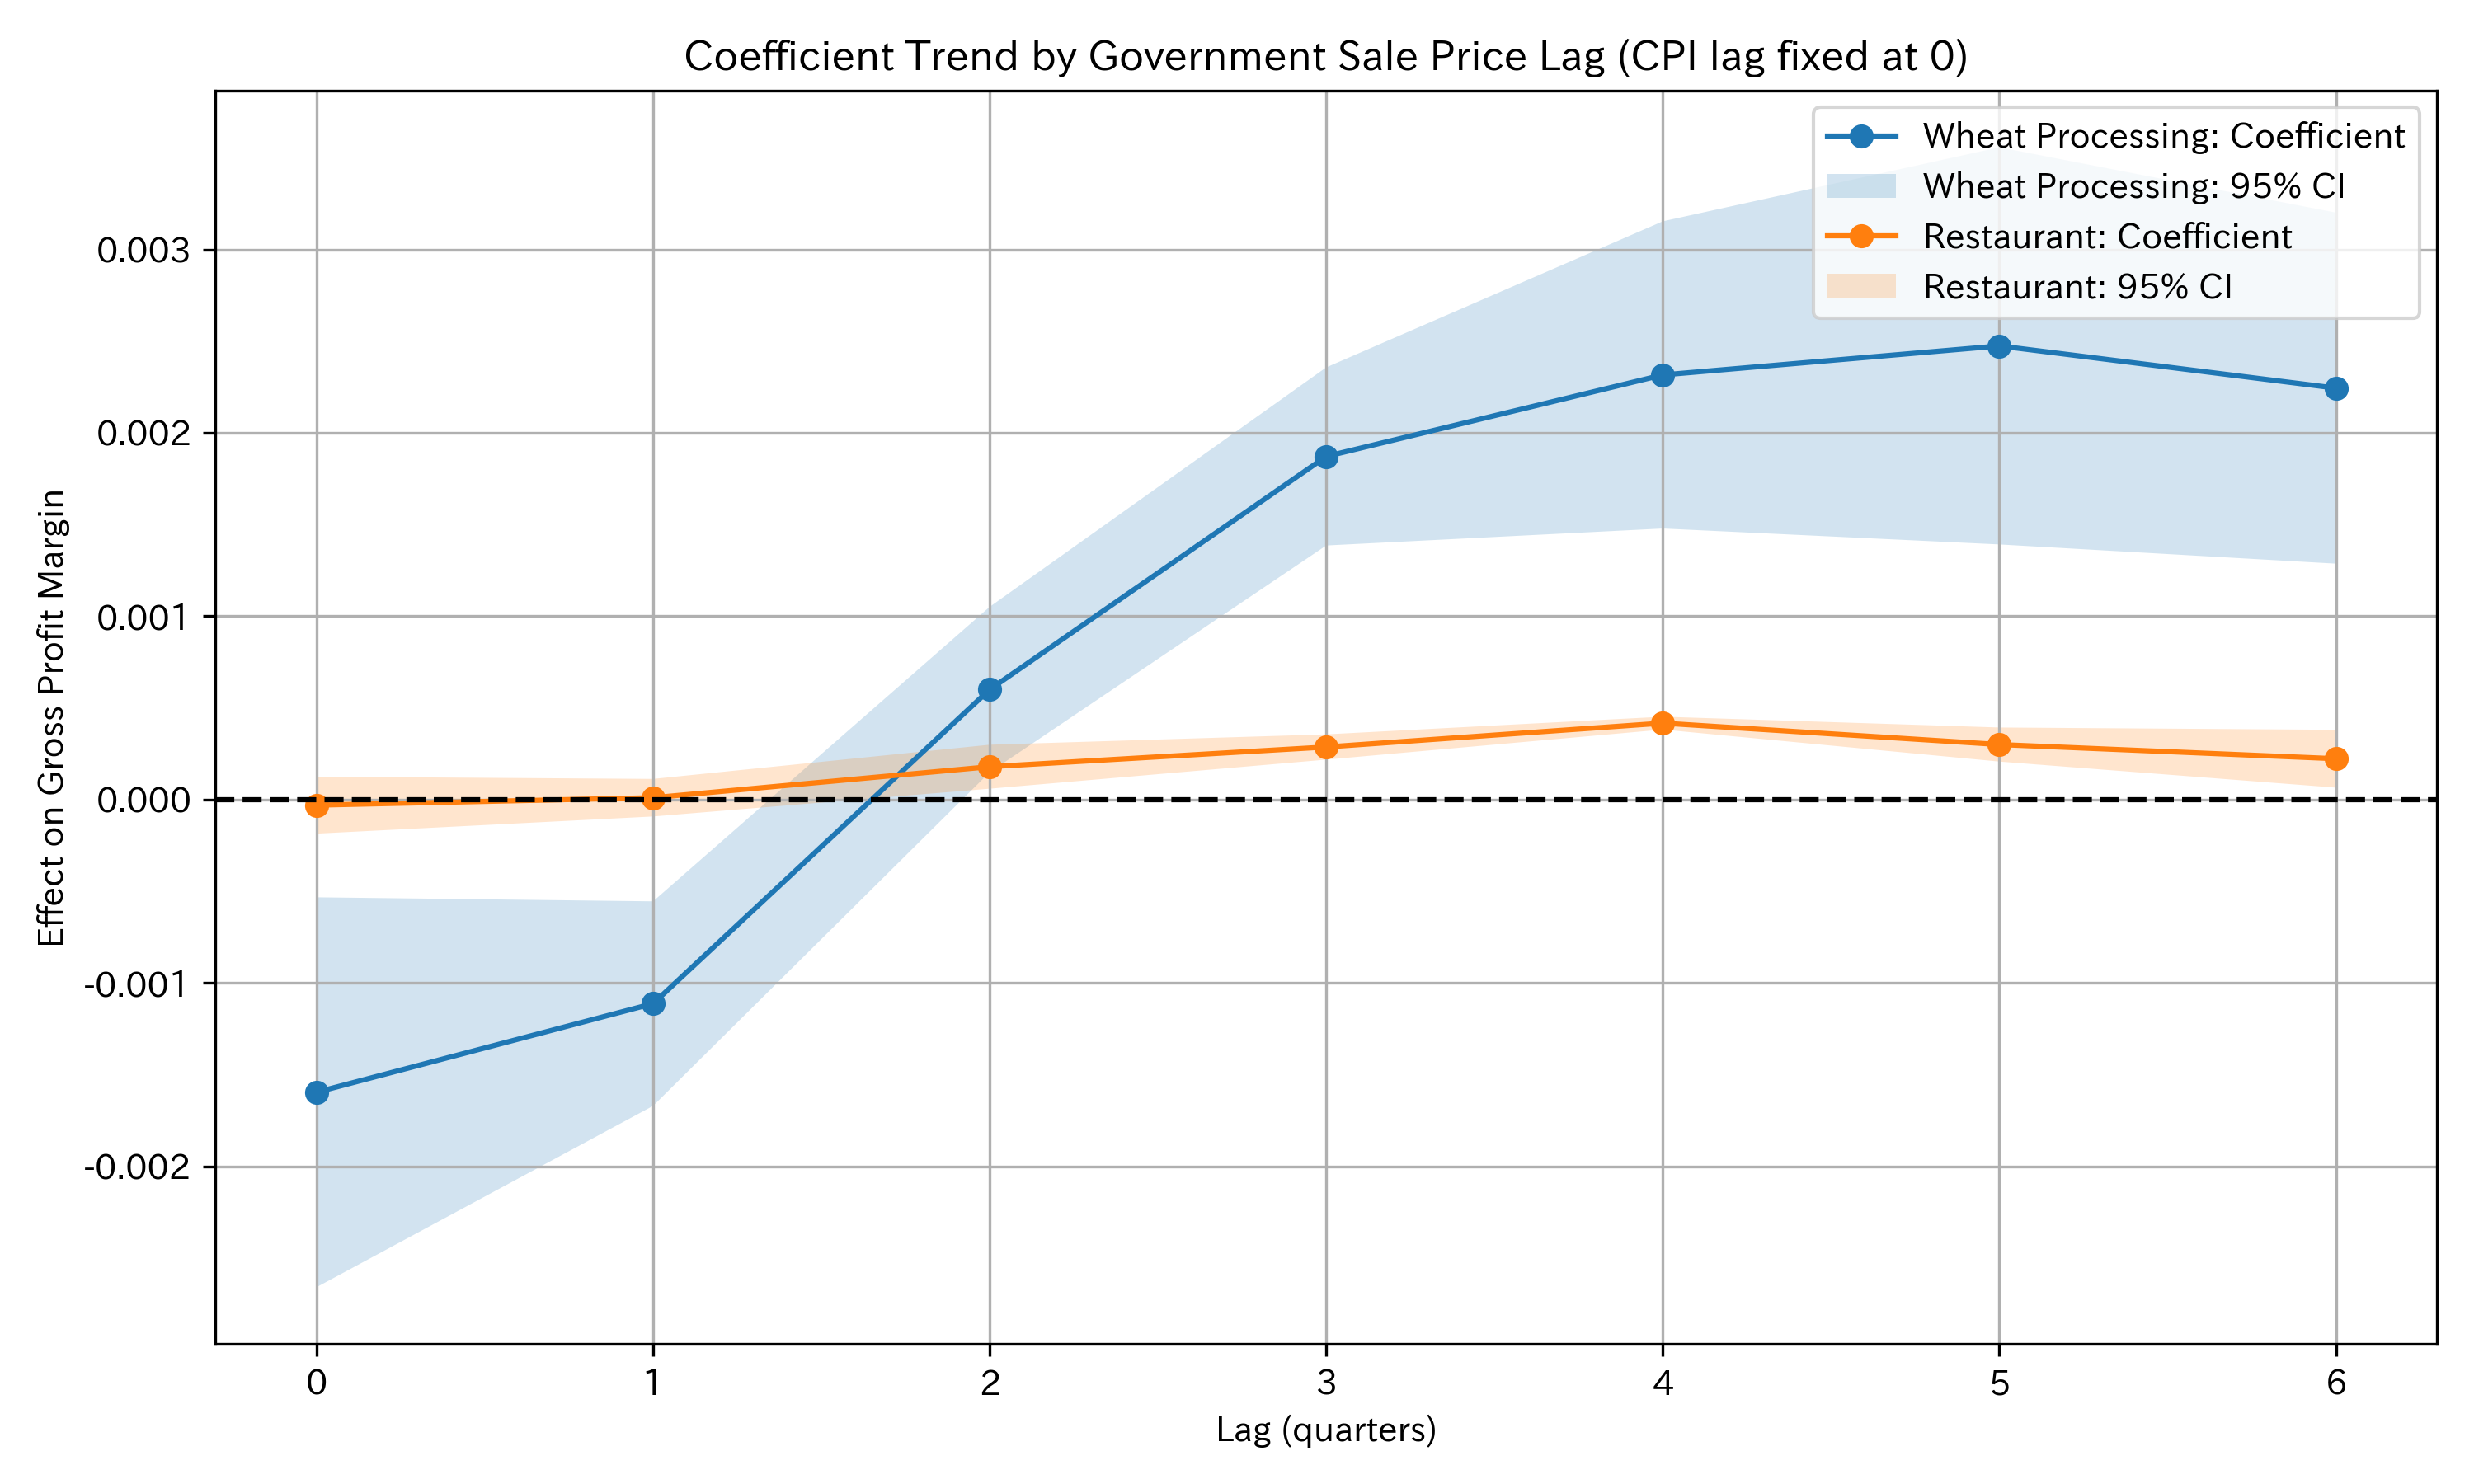 Coefficient Trend by Government Sale Price Lag (CPI lag fixed at 0)
Wheat Processing: Coefficient
Wheat Processing: 95% CI
Restaurant: Coefficient
Restaurant: 95% CI
Effect on Gross Profit Margin
0.003
0.002
0.001
0.000
-0.001
-0.002
0 1 2 3 4 5 6
Lag (quarters)